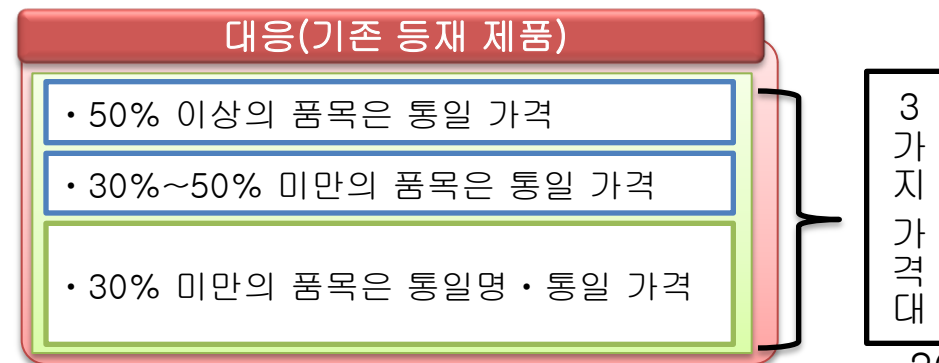 대응(기존 등재 제품)
・50% 이상의 품목은 통일 가격
・30%~50% 미만의 품목은 통일 가격
・30% 미만의 품목은 통일명・통일 가격
3가지 가격대